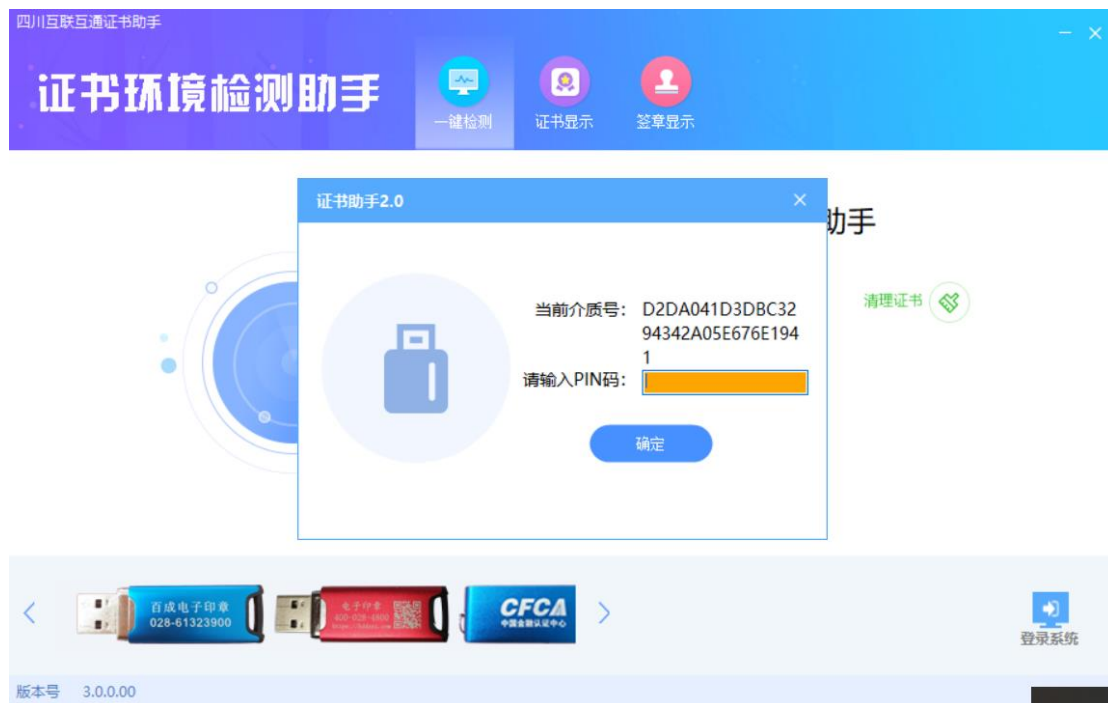 四川互联互通证书助手
证书环境检测助手
一键检测
证书显示
签章显示
证书助手2.0
助手
当前介质号： D2DA041D3DBC32
94342A05E676E194
1
请输入PIN码：
清理证书
确定
百成电子印章
028-61323900
电子印章
400-028-4800
CFCA
中国金融认证中心
登录系统
版本号 3.0.0.00